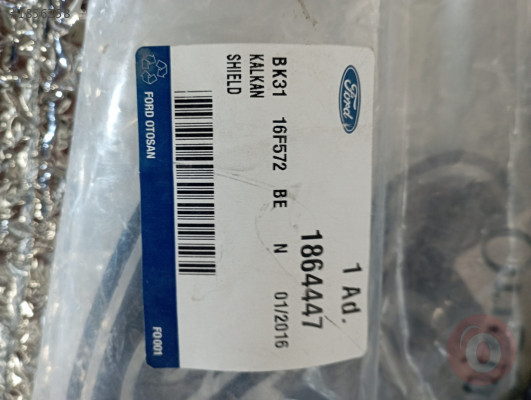 Ford
1 Ad.
1864447
BK31 16F572 BE N 01/2016
KALKAN
SHIELD
FORD OTOSAN
F0001